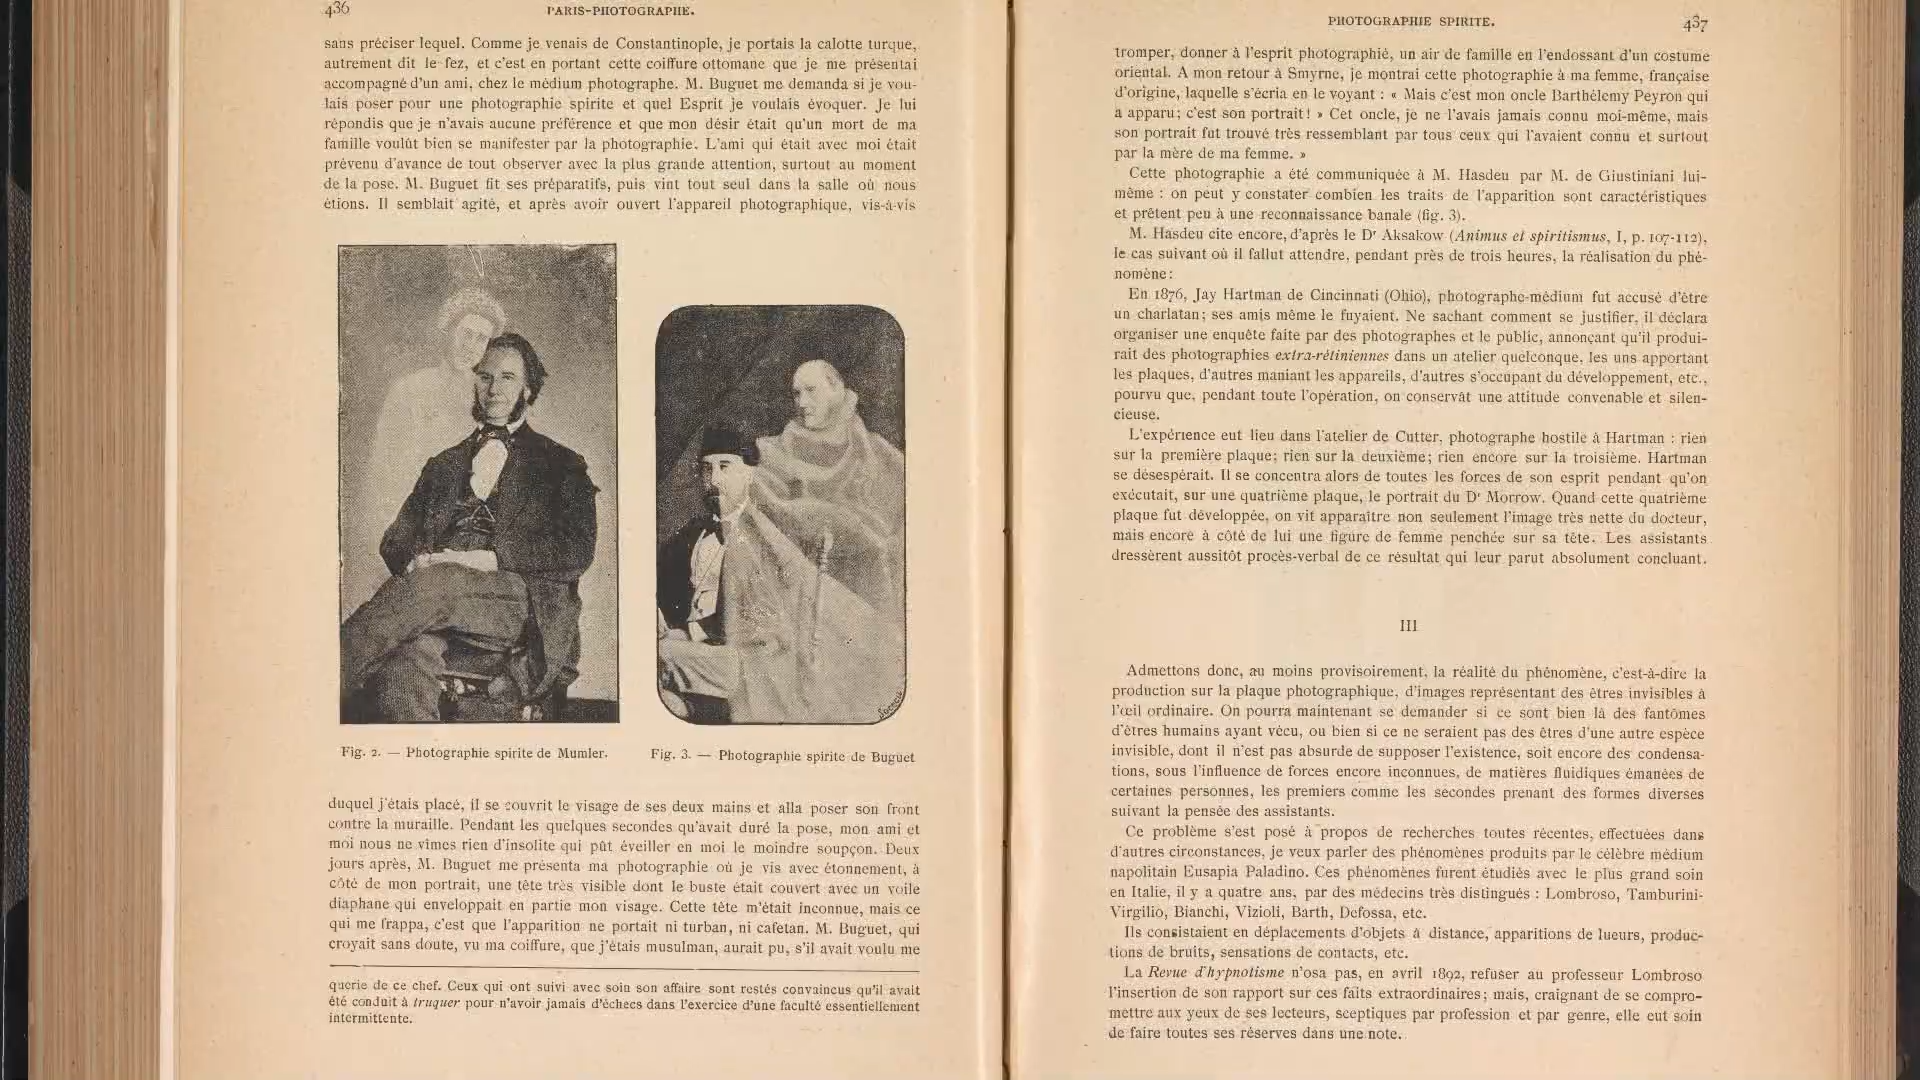 436
PARIS-PHOTOGRAPHE.
sans préciser lequel. Comme je venais de Constantinople, je portais la calotte turque,
autrement dit le fez, et c'est en portant cette coiffure ottomane que je me présentai
accompagné d'un ami, chez le médium photographe. M. Buguet me demanda si je vou-
lais poser pour une photographie spirite et quel Esprit je voulais évoquer. Je lui
répondis que je n'avais aucune préférence et que mon désir était qu'un mort de ma
famille voulût bien se manifester par la photographie. L'ami qui était avec moi était
prévenu d'avance de tout observer avec la plus grande attention, surtout au moment
de la pose. M. Buguet fit ses préparatifs, puis vint tout seul dans la salle où nous
étions. Il semblait agité, et après avoir ouvert l'appareil photographique, vis-à-vis
Fig. 2. — Photographie spirite de Mumler.
Fig. 3. — Photographie spirite de Buguet
duquel j'étais placé, il se couvrit le visage de ses deux mains et alla poser son front
contre la muraille. Pendant les quelques secondes qu'avait duré la pose, mon ami et
moi nous ne vîmes rien d'insolite qui pût éveiller en moi le moindre soupçon. Deux
jours après, M. Buguet me présenta ma photographie où je vis avec étonnement, à
côté de mon portrait, une tête très visible dont le buste était couvert avec un voile
diaphane qui enveloppait en partie mon visage. Cette tête m'était inconnue, mais ce
qui me frappa, c'est que l'apparition ne portait ni turban, ni cafetan. M. Buguet, qui
croyait sans doute, vu ma coiffure, que j'étais musulman, aurait pu, s'il avait voulu me
querie de ce chef. Ceux qui ont suivi avec soin son affaire sont restés convaincus qu'il avait
été conduit à truquer pour n'avoir jamais d'échecs dans l'exercice d'une faculté essentiellement
intermittente.
PHOTOGRAPHIE SPIRITE.
437
tromper, donner à l'esprit photographié, un air de famille en l'endossant d'un costume
oriental. A mon retour à Smyrne, je montrai cette photographie à ma femme, française
d'origine, laquelle s'écria en le voyant : « Mais c'est mon oncle Barthélemy Peyron qui
a apparu; c'est son portrait! » Cet oncle, je ne l'avais jamais connu moi-même, mais
son portrait fut trouvé très ressemblant par tous ceux qui l'avaient connu et surtout
par la mère de ma femme. »
Cette photographie a été communiquée à M. Hasdeu par M. de Giustiniani lui-
même : on peut y constater combien les traits de l'apparition sont caractéristiques
et prêtent peu à une reconnaissance banale (fig. 3).
M. Hasdeu cite encore, d'après le Dr Aksakow (Animus et spiritismus, I, p. 107-112),
le cas suivant où il fallut attendre, pendant près de trois heures, la réalisation du phé-
nomène :
En 1876, Jay Hartman de Cincinnati (Ohio), photographe-médium fut accusé d'être
un charlatan; ses amis même le fuyaient. Ne sachant comment se justifier, il déclara
organiser une enquête faite par des photographes et le public, annonçant qu'il produi-
rait des photographies extra-rétiniennes dans un atelier quelconque, les uns apportant
les plaques, d'autres maniant les appareils, d'autres s'occupant du développement, etc.,
pourvu que, pendant toute l'opération, on conservât une attitude convenable et silen-
cieuse.
L'expérience eut lieu dans l'atelier de Cutter, photographe hostile à Hartman : rien
sur la première plaque; rien sur la deuxième; rien encore sur la troisième. Hartman
se désespérait. Il se concentra alors de toutes les forces de son esprit pendant qu'on
exécutait, sur une quatrième plaque, le portrait du Dr Morrow. Quand cette quatrième
plaque fut développée, on vit apparaître non seulement l'image très nette du docteur,
mais encore à côté de lui une figure de femme penchée sur sa tête. Les assistants
dressèrent aussitôt procès-verbal de ce résultat qui leur parut absolument concluant.
III
Admettons donc, au moins provisoirement, la réalité du phénomène, c'est-à-dire la
production sur la plaque photographique, d'images représentant des êtres invisibles à
l'œil ordinaire. On pourra maintenant se demander si ce sont bien là des fantômes
d'êtres humains ayant vécu, ou bien si ce ne seraient pas des êtres d'une autre espèce
invisible, dont il n'est pas absurde de supposer l'existence, soit encore des condensa-
tions, sous l'influence de forces encore inconnues, de matières fluidiques émanées de
certaines personnes, les premiers comme les secondes prenant des formes diverses
suivant la pensée des assistants.
Ce problème s'est posé à propos de recherches toutes récentes, effectuées dans
d'autres circonstances, je veux parler des phénomènes produits par le célèbre médium
napolitain Eusapia Paladino. Ces phénomènes furent étudiés avec le plus grand soin
en Italie, il y a quatre ans, par des médecins très distingués : Lombroso, Tamburini-
Virgilio, Bianchi, Vizioli, Barth, Defossa, etc.
Ils consistaient en déplacements d'objets à distance, apparitions de lueurs, produc-
tions de bruits, sensations de contacts, etc.
La Revue d'hypnotisme n'osa pas, en avril 1892, refuser au professeur Lombroso
l'insertion de son rapport sur ces faits extraordinaires; mais, craignant de se compro-
mettre aux yeux de ses lecteurs, sceptiques par profession et par genre, elle eut soin
de faire toutes ses réserves dans une note.